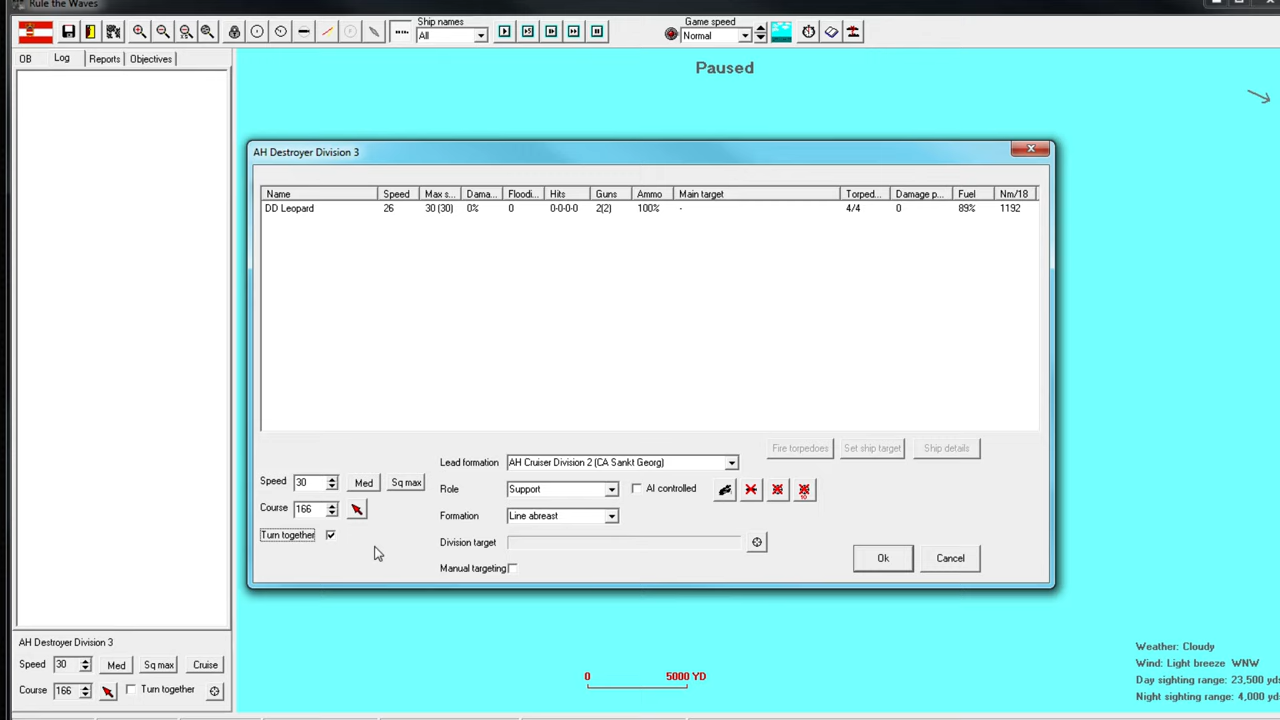 Rule the Waves
Ship names
All
Game speed
Normal
OB Log Reports Objectives
Paused
AH Destroyer Division 3
Name Speed Max s... Dama... Floodi... Hits Guns Ammo Main target Torped... Damage p... Fuel Nm/18
DD Leopard 26 30 (30) 0% 0 0-0-0-0 2(2) 100% - 4/4 0 89% 1192
Fire torpedoes Set ship target Ship details
Lead formation AH Cruiser Division 2 (CA Sankt Georg)
Speed 30 Med Sq max
Role Support AI controlled
10
Course 166
Formation Line abreast
Turn together
Division target
Ok Cancel
Manual targeting
AH Destroyer Division 3
Speed 30 Med Sq max Cruise
Course 166 Turn together
0 5000 YD
Weather: Cloudy
Wind: Light breeze WNW
Day sighting range: 23,500 yds
Night sighting range: 4,000 yds